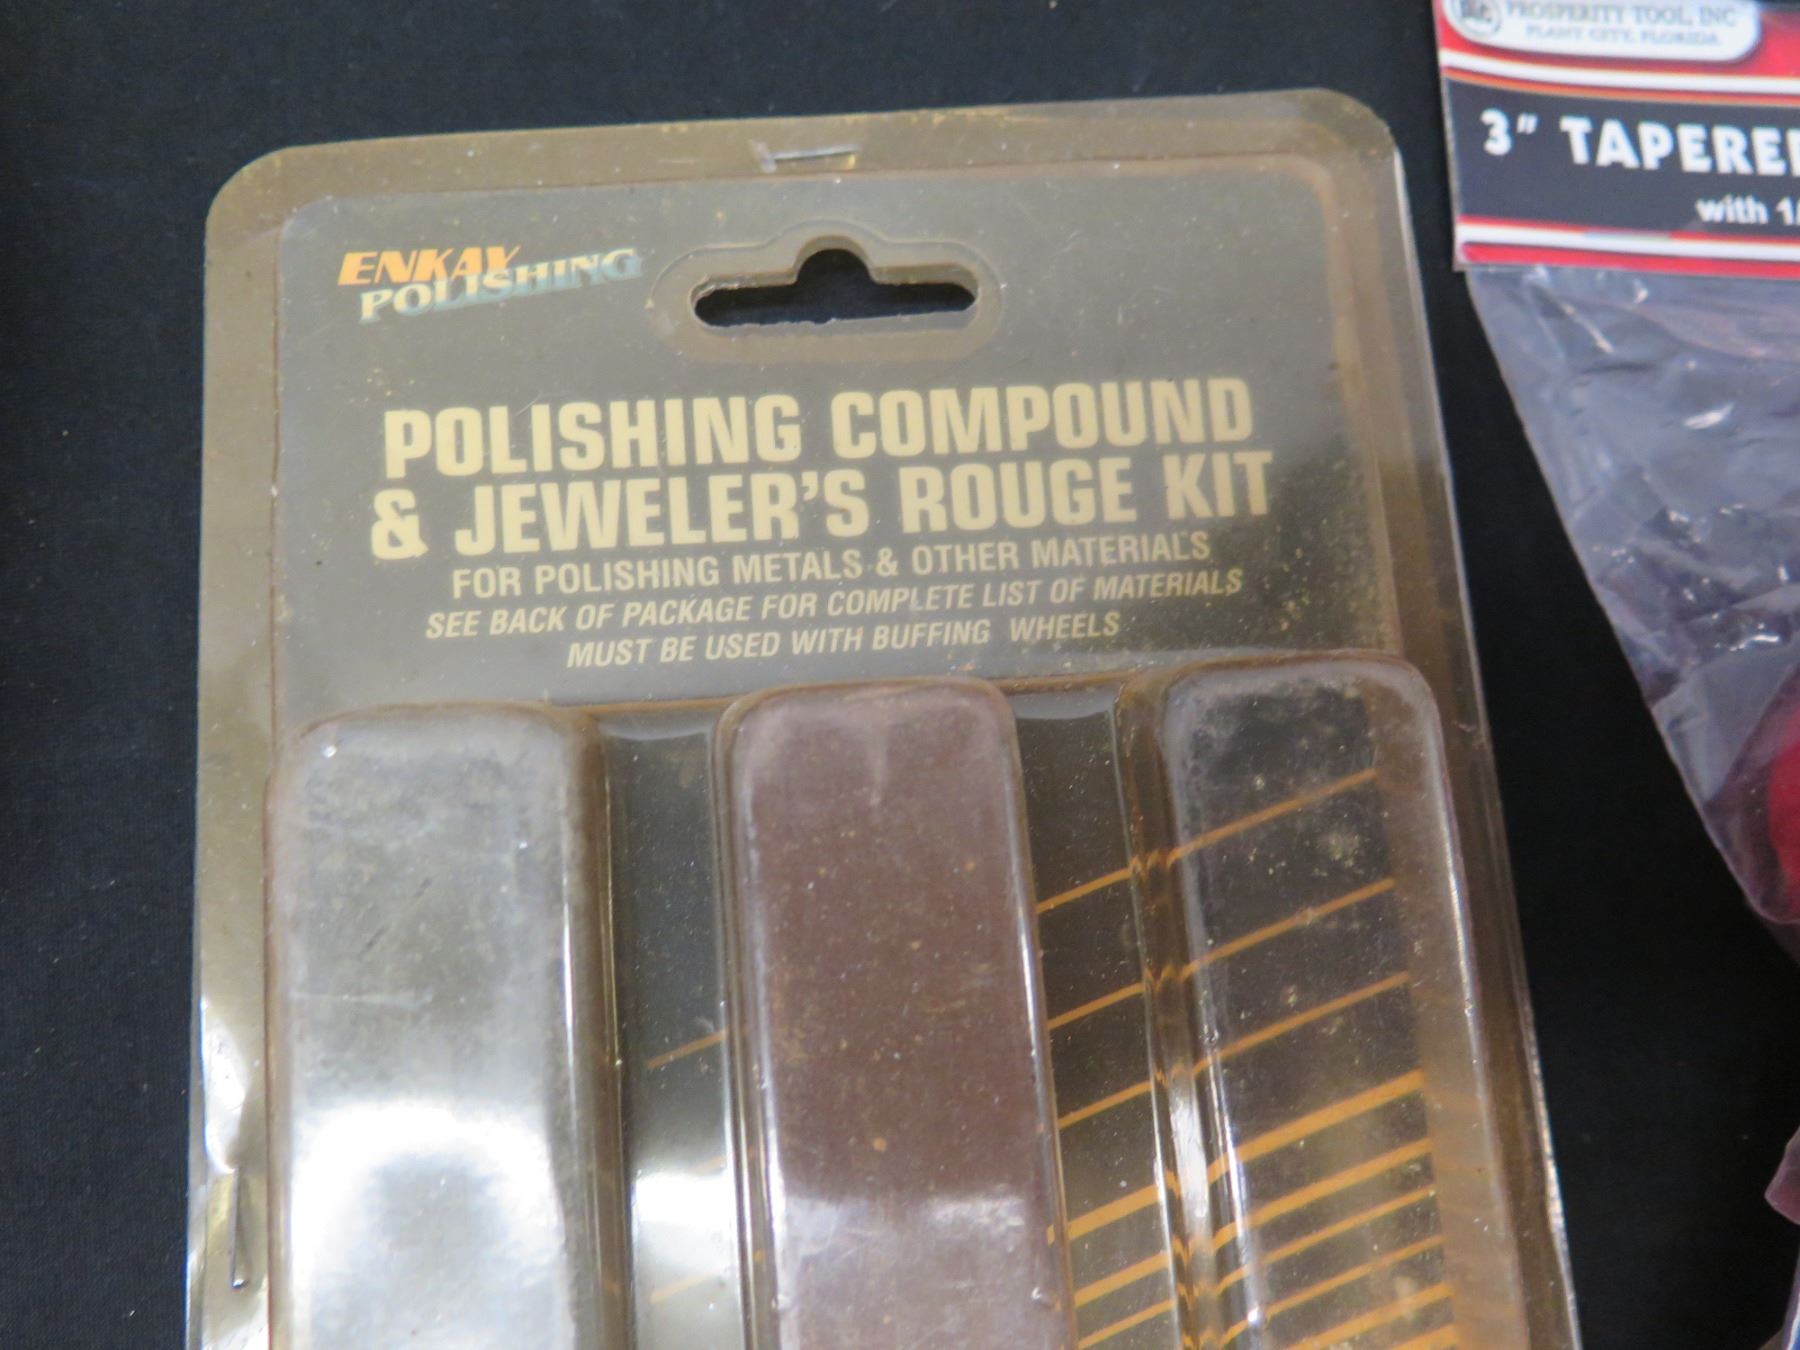 ENKAY
POLISHING
POLISHING COMPOUND
& JEWELER'S ROUGE KIT
FOR POLISHING METALS & OTHER MATERIALS
SEE BACK OF PACKAGE FOR COMPLETE LIST OF MATERIALS
MUST BE USED WITH BUFFING WHEELS
PROSPERITY TOOL, INC
PLANT CITY, FLORIDA
3" TAPERED
with